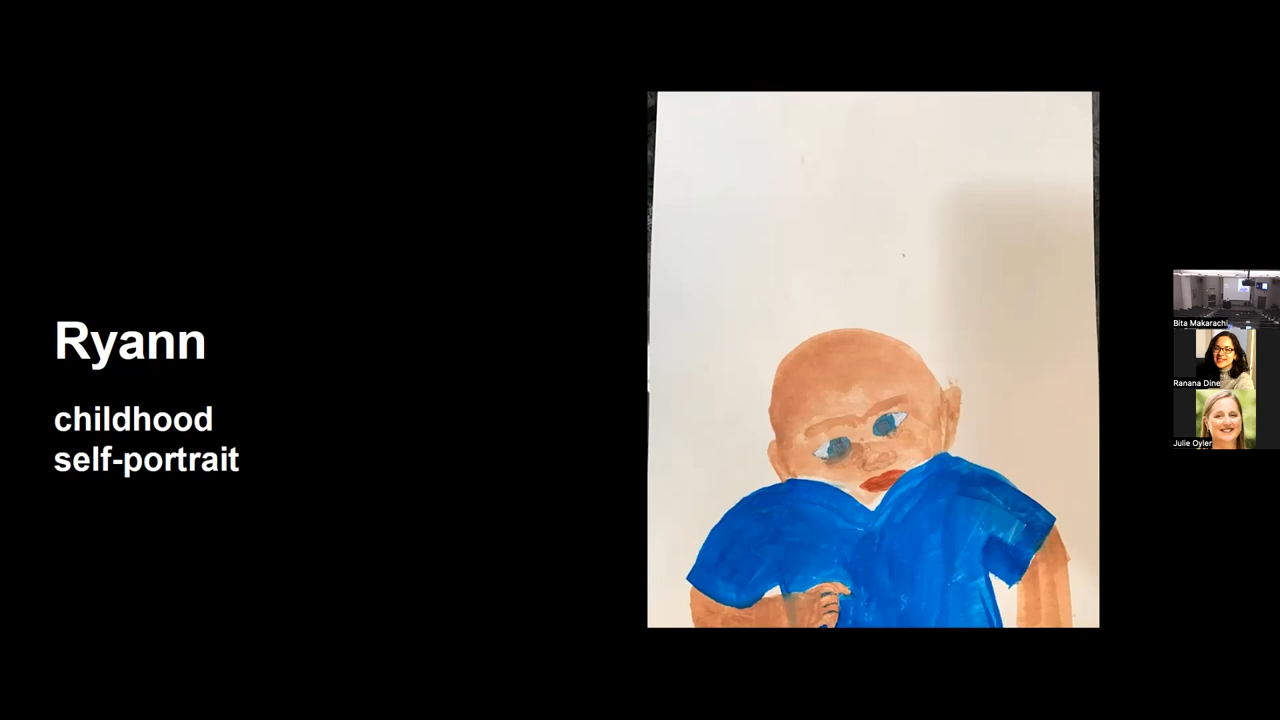 Ryann
childhood
self-portrait
Bita Makarachi
Ranana Dine
Julie Oyler